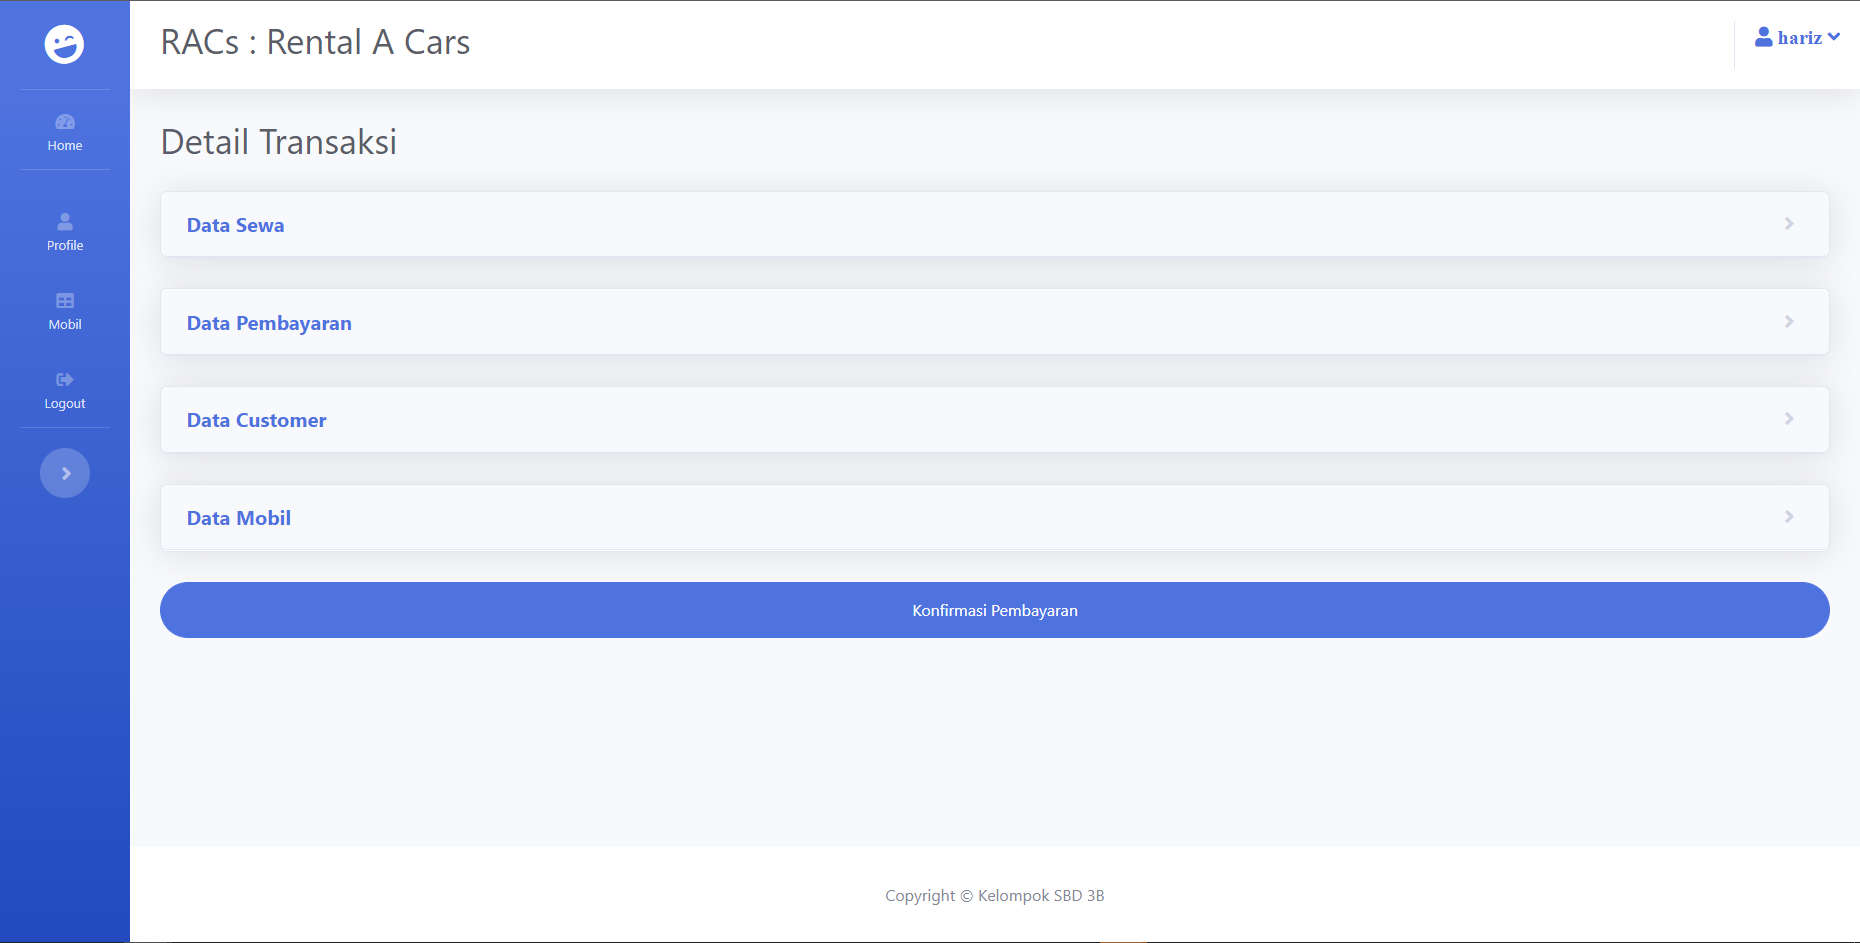 RACs : Rental A Cars
hariz
Home
Profile
Mobil
Logout
Detail Transaksi
Data Sewa
Data Pembayaran
Data Customer
Data Mobil
Konfirmasi Pembayaran
Copyright © Kelompok SBD 3B